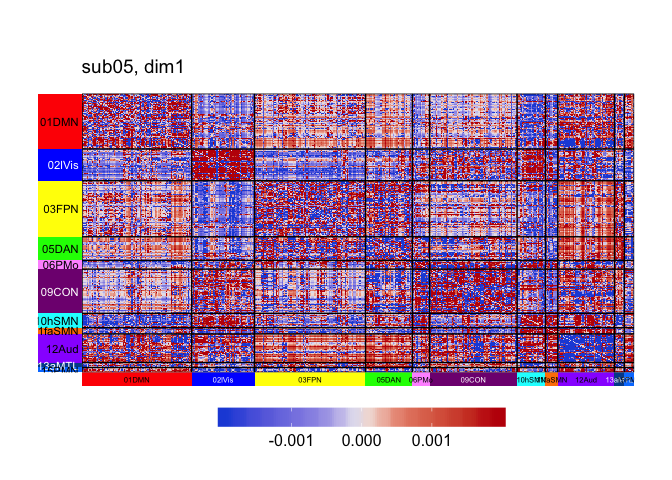 sub05, dim1
01DMN
02lVis
03FPN
05DAN
06PMo
09CON
10hSMN
12Aud
13aMTL
01DMN
02lVis
03FPN
05DAN
06PMo
09CON
10hSMN
12Aud
-0.001
0.000
0.001